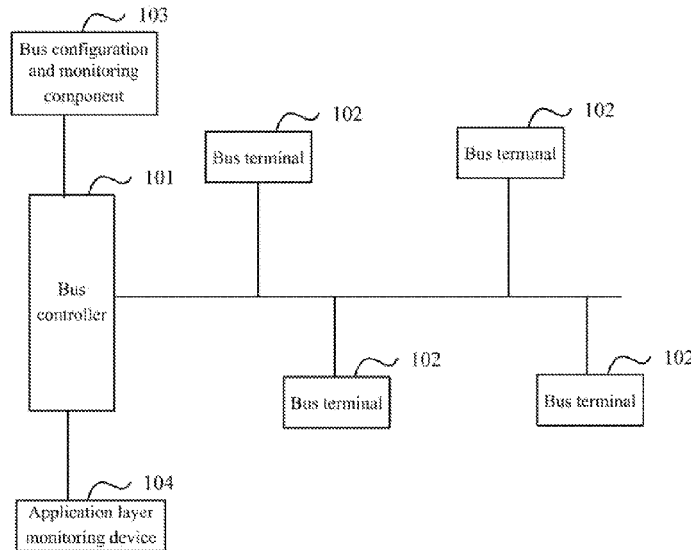 103
Bus configuration
and monitoring
component
102
Bus terminal
102
Bus terminal
101
Bus
controller
102
Bus terminal
102
Bus terminal
104
Application layer
monitoring device